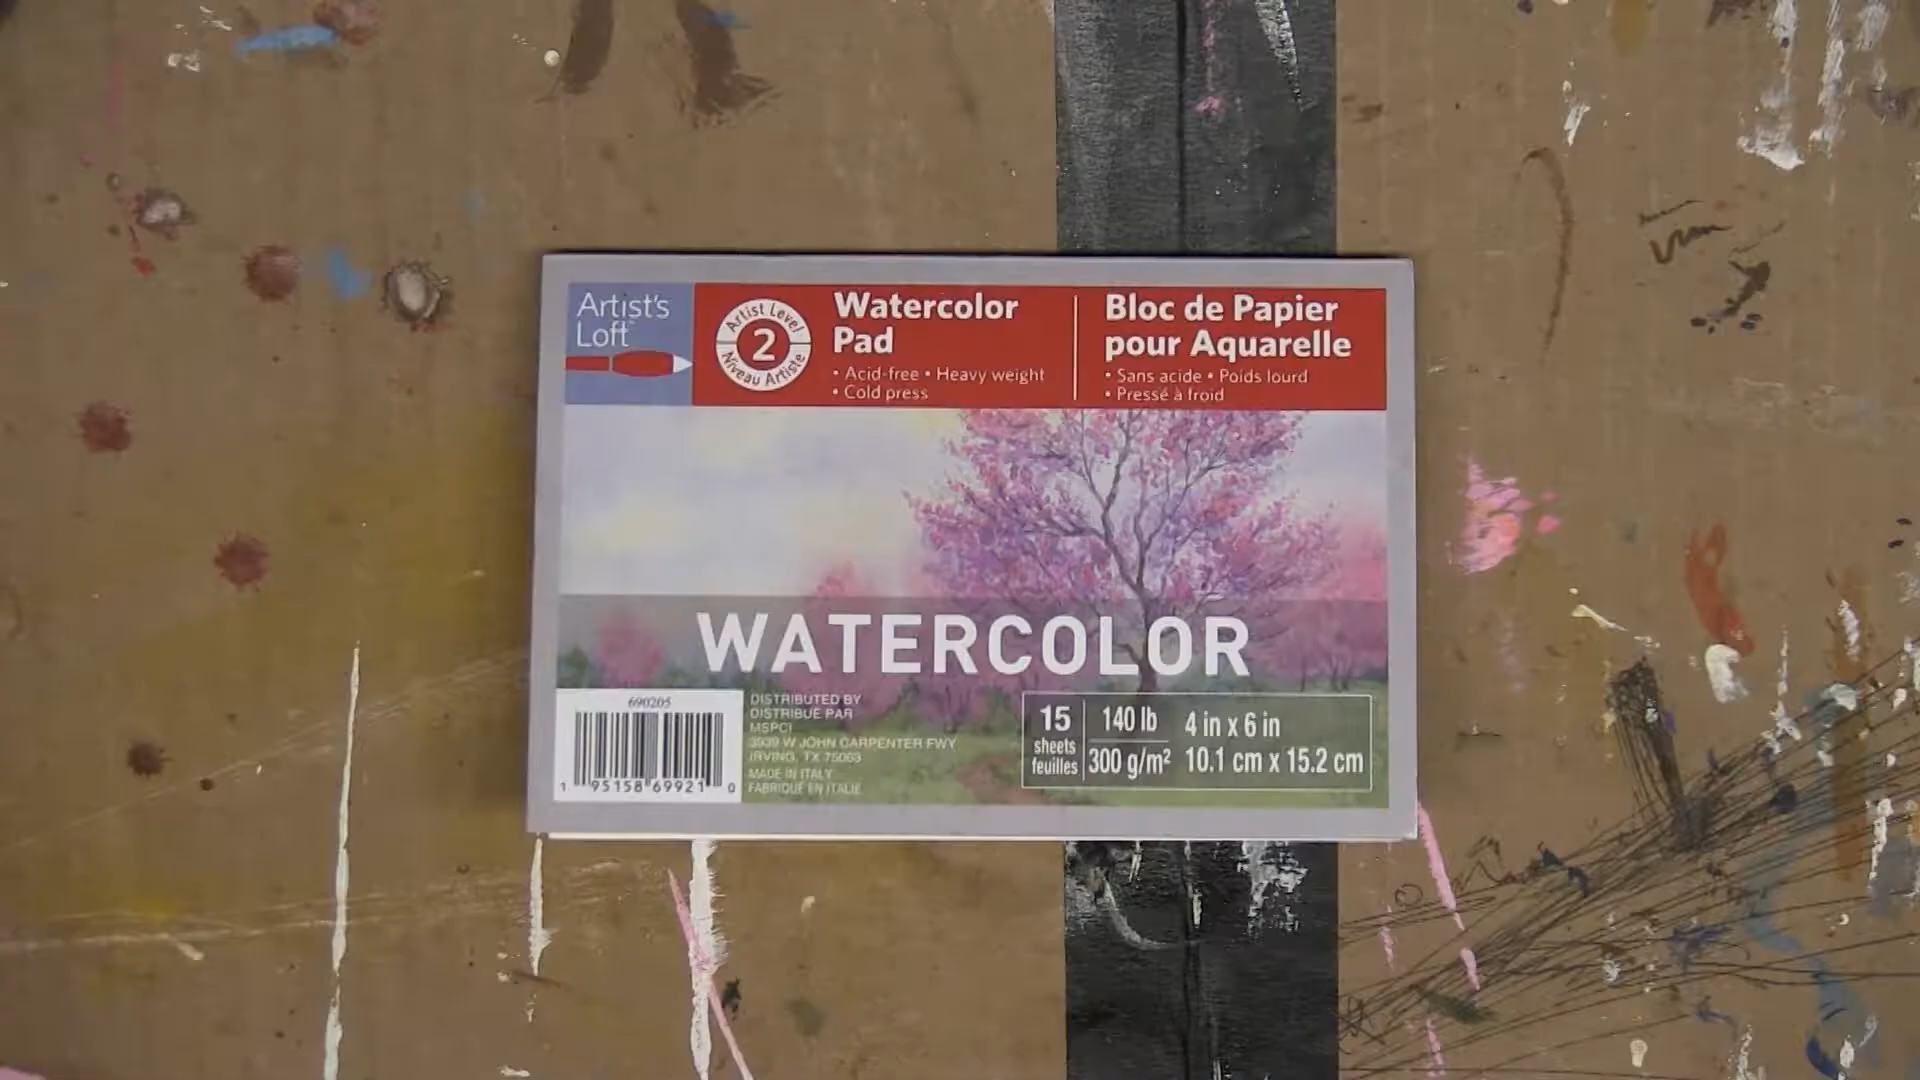 Artist's
Loft™
Artist Level
2
Niveau Artiste
Watercolor
Pad
• Acid-free • Heavy weight
• Cold press
Bloc de Papier
pour Aquarelle
• Sans acide • Poids lourd
• Pressé à froid
WATERCOLOR
690205
1 95158 69921 0
DISTRIBUTED BY
DISTRIBUÉ PAR
MSPCI
3939 W JOHN CARPENTER FWY
IRVING, TX 75063
MADE IN ITALY
FABRIQUÉ EN ITALIE
15
sheets
feuilles
140 lb
300 g/m²
4 in x 6 in
10.1 cm x 15.2 cm